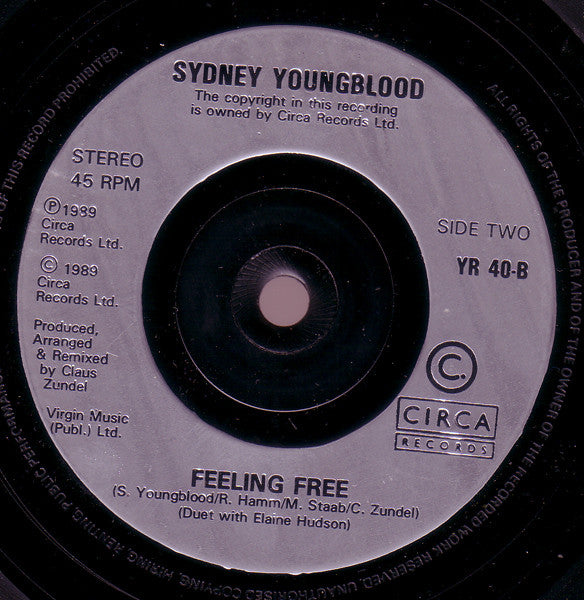 SYDNEY YOUNGBLOOD
The copyright in this recording
is owned by Circa Records Ltd.
STEREO
45 RPM
Ⓟ1989
Circa
Records Ltd.
© 1989
Circa
Records Ltd.
Produced,
Arranged
& Remixed
by Claus
Zundel
Virgin Music
(Publ.) Ltd.
SIDE TWO
YR 40-B
C.
CIRCA
RECORDS
FEELING FREE
(S. Youngblood/R. Hamm/M. Staab/C. Zundel)
(Duet with Elaine Hudson)
ALL RIGHTS OF THE PRODUCER AND OF THE OWNER OF THE RECORDED WORK RESERVED. UNAUTHORISED COPYING, HIRING, RENTING, PUBLIC PERFORMANC OF THIS RECORD PROHIBITED.